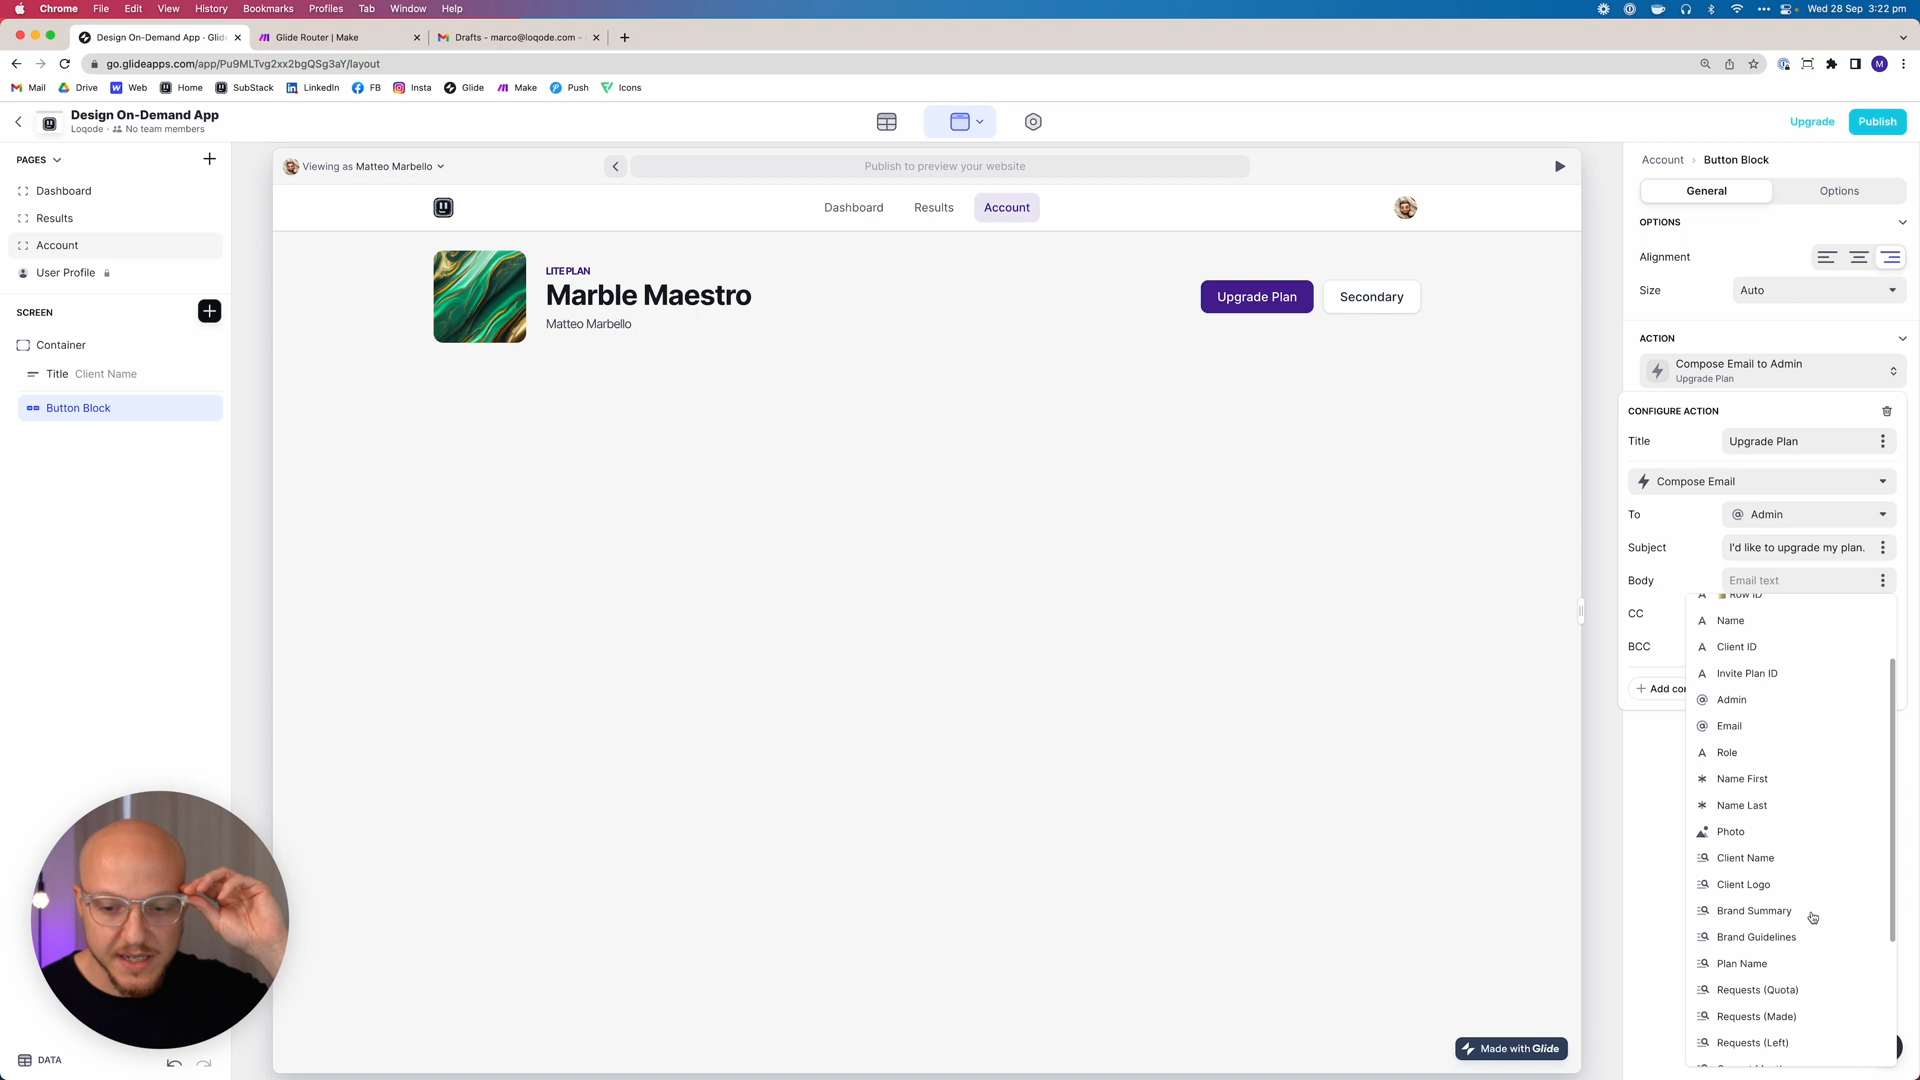 Chrome File Edit View History Bookmarks Profiles Tab Window Help
Wed 28 Sep 3:22 pm
Design On-Demand App · Glide
Glide Router | Make
Drafts - marco@loqode.com -
go.glideapps.com/app/Pu9MLTvg2xx2bgQSg3aY/layout
M
Mail Drive Web Home SubStack LinkedIn FB Insta Glide Make Push Icons
Design On-Demand App
Loqode · No team members
Upgrade
Publish
PAGES
Dashboard
Results
Account
User Profile
SCREEN
Container
Title Client Name
Button Block
DATA
Viewing as Matteo Marbello
Publish to preview your website
Dashboard Results Account
LITE PLAN
Marble Maestro
Matteo Marbello
Upgrade Plan
Secondary
Made with Glide
Account › Button Block
General
Options
OPTIONS
Alignment
Size Auto
ACTION
Compose Email to Admin
Upgrade Plan
CONFIGURE ACTION
Title Upgrade Plan
Compose Email
To Admin
Subject I'd like to upgrade my plan.
Body Email text
CC
BCC
Add con
Row ID
Name
Client ID
Invite Plan ID
Admin
Email
Role
Name First
Name Last
Photo
Client Name
Client Logo
Brand Summary
Brand Guidelines
Plan Name
Requests (Quota)
Requests (Made)
Requests (Left)